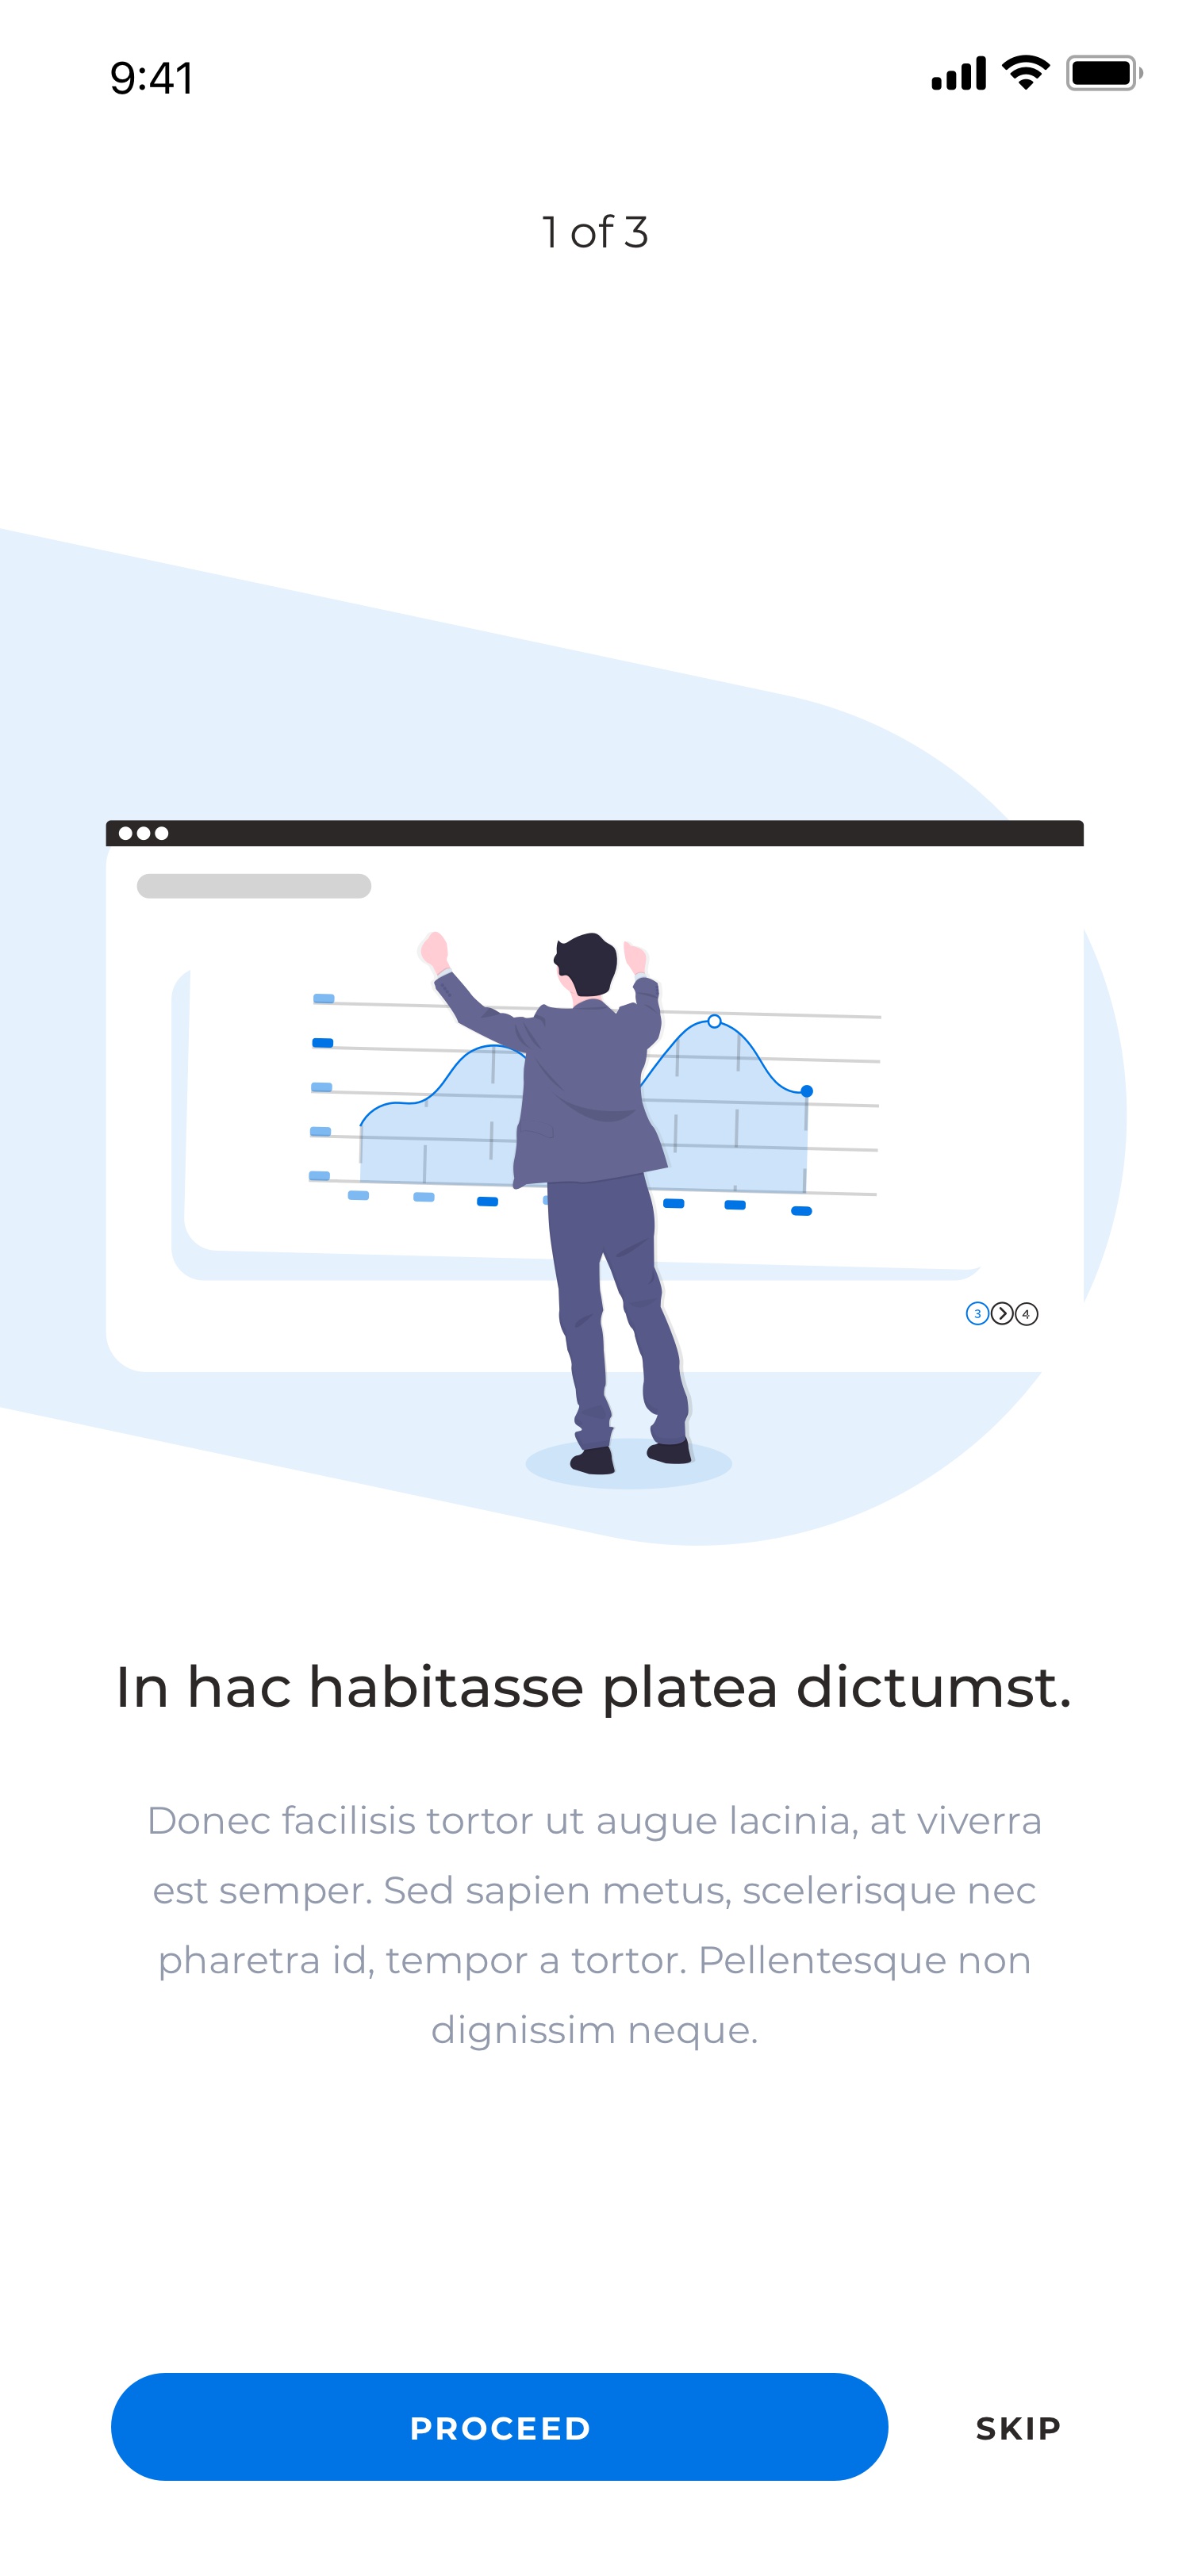 9:41
1 of 3
3 4
In hac habitasse platea dictumst.
Donec facilisis tortor ut augue lacinia, at viverra
est semper. Sed sapien metus, scelerisque nec
pharetra id, tempor a tortor. Pellentesque non
dignissim neque.
PROCEED SKIP